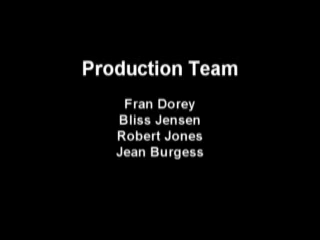 Production Team
Fran Dorey
Bliss Jensen
Robert Jones
Jean Burgess